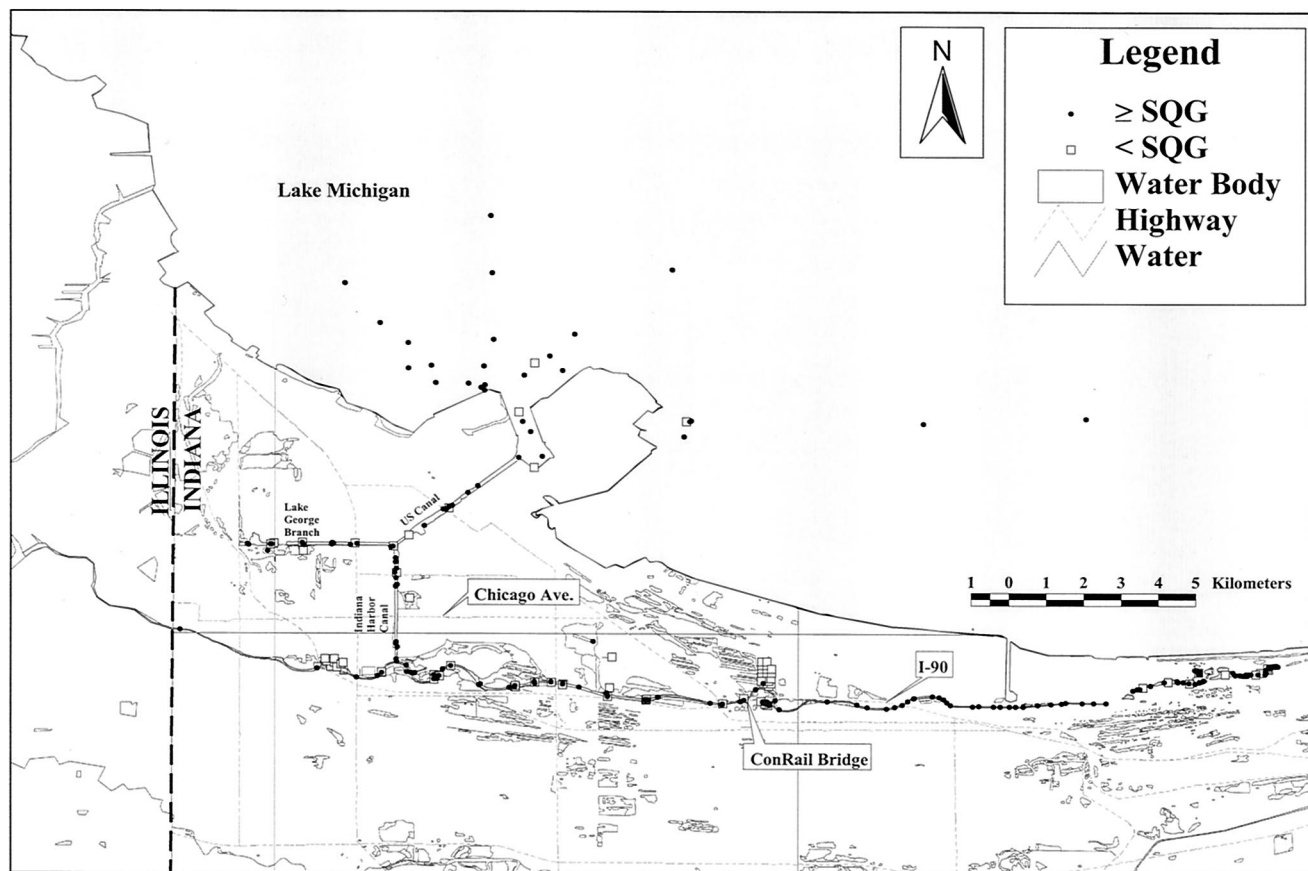 N
Legend
≥ SQG
< SQG
Water Body
Highway
Water
Lake Michigan
ILLINOIS
INDIANA
Lake
George
Branch
US Canal
Indiana
Harbor
Canal
Chicago Ave.
1 0 1 2 3 4 5 Kilometers
I-90
ConRail Bridge